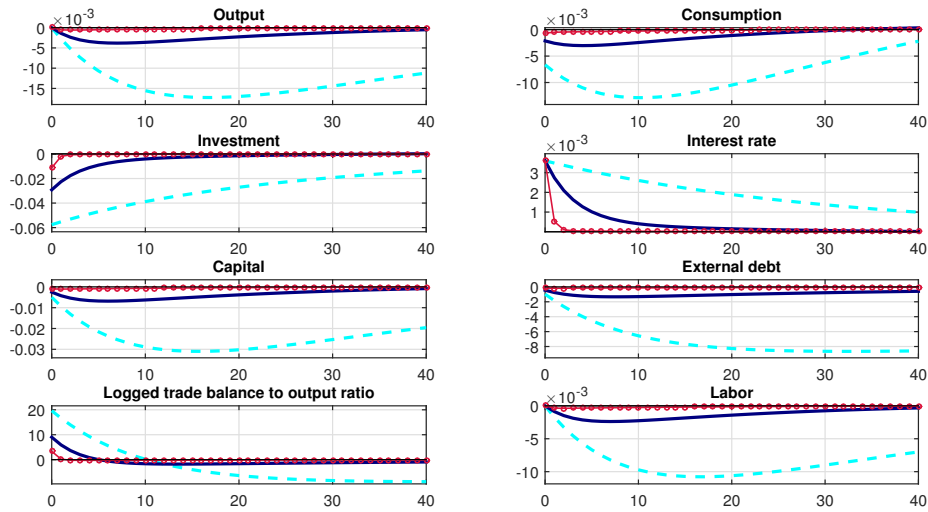 Output
×10⁻³
0
-5
-10
-15
0 10 20 30 40
Consumption
×10⁻³
0
-5
-10
0 10 20 30 40
Investment
0
-0.02
-0.04
-0.06
0 10 20 30 40
Interest rate
×10⁻³
3
2
1
0 10 20 30 40
Capital
0
-0.01
-0.02
-0.03
0 10 20 30 40
External debt
0
-2
-4
-6
-8
0 10 20 30 40
Logged trade balance to output ratio
20
10
0
0 10 20 30 40
Labor
×10⁻³
0
-5
-10
0 10 20 30 40